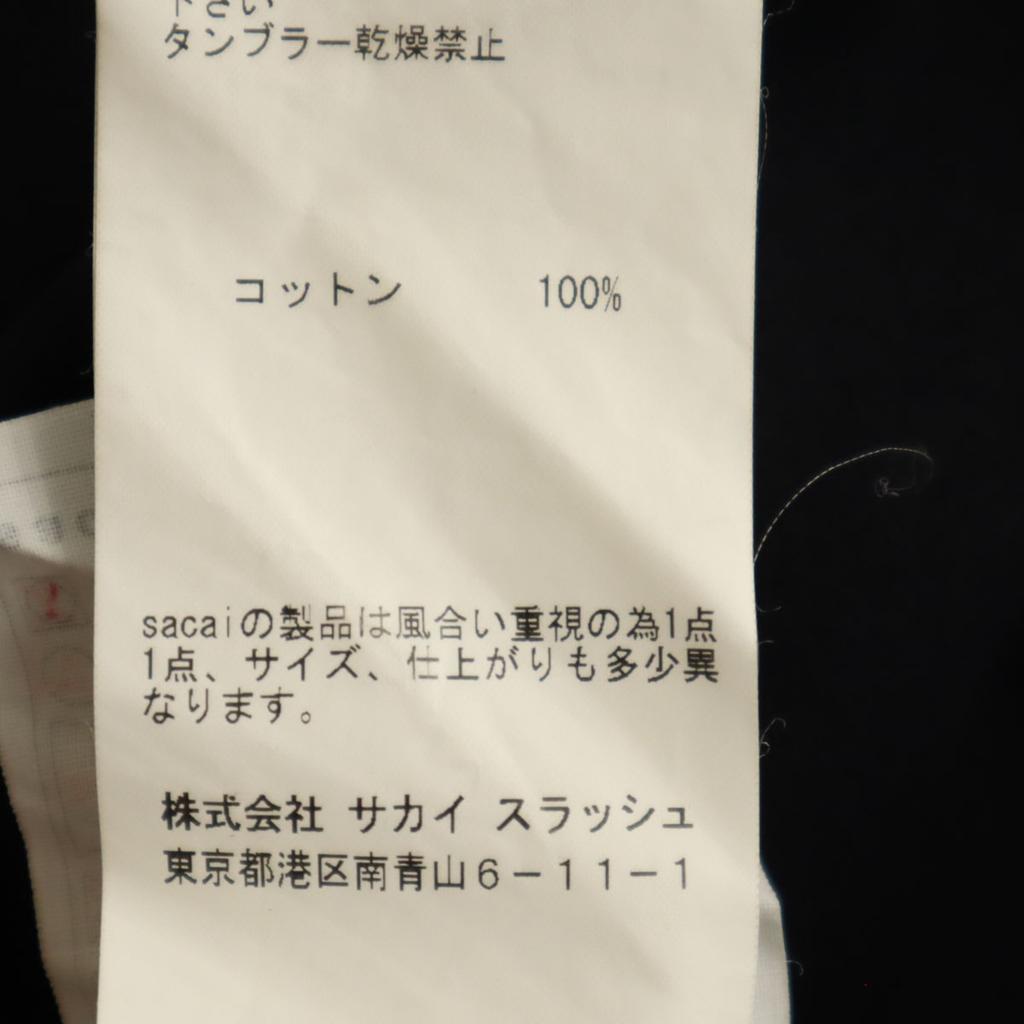 下さい
タンブラー乾燥禁止
コットン 100%
sacaiの製品は風合い重視の為1点
1点、サイズ、仕上がりも多少異
なります。
株式会社 サカイ スラッシュ
東京都港区南青山6-11-1